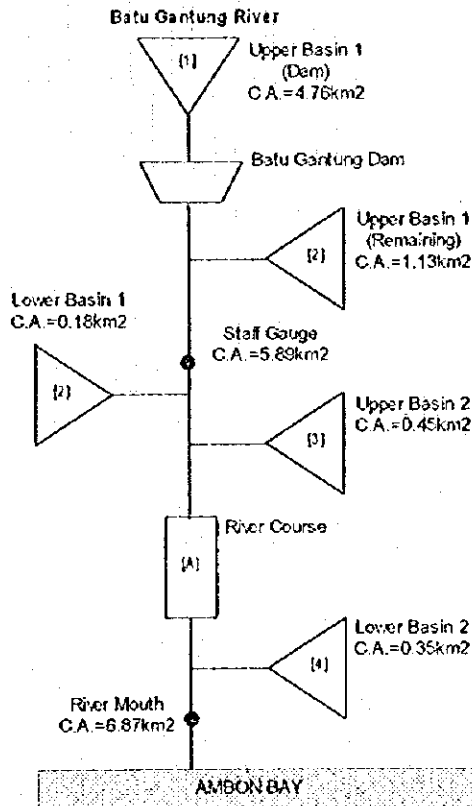 Batu Gantung River
[1]
Upper Basin 1
(Dam)
C.A.=4.76km2
Batu Gantung Dam
[2]
Upper Basin 1
(Remaining)
C.A.=1.13km2
Lower Basin 1
C.A.=0.18km2
[2]
Staff Gauge
C.A.=5.89km2
[3]
Upper Basin 2
C.A.=0.45km2
River Course
[A]
[4]
Lower Basin 2
C.A.=0.35km2
River Mouth
C.A.=6.87km2
AMBON BAY